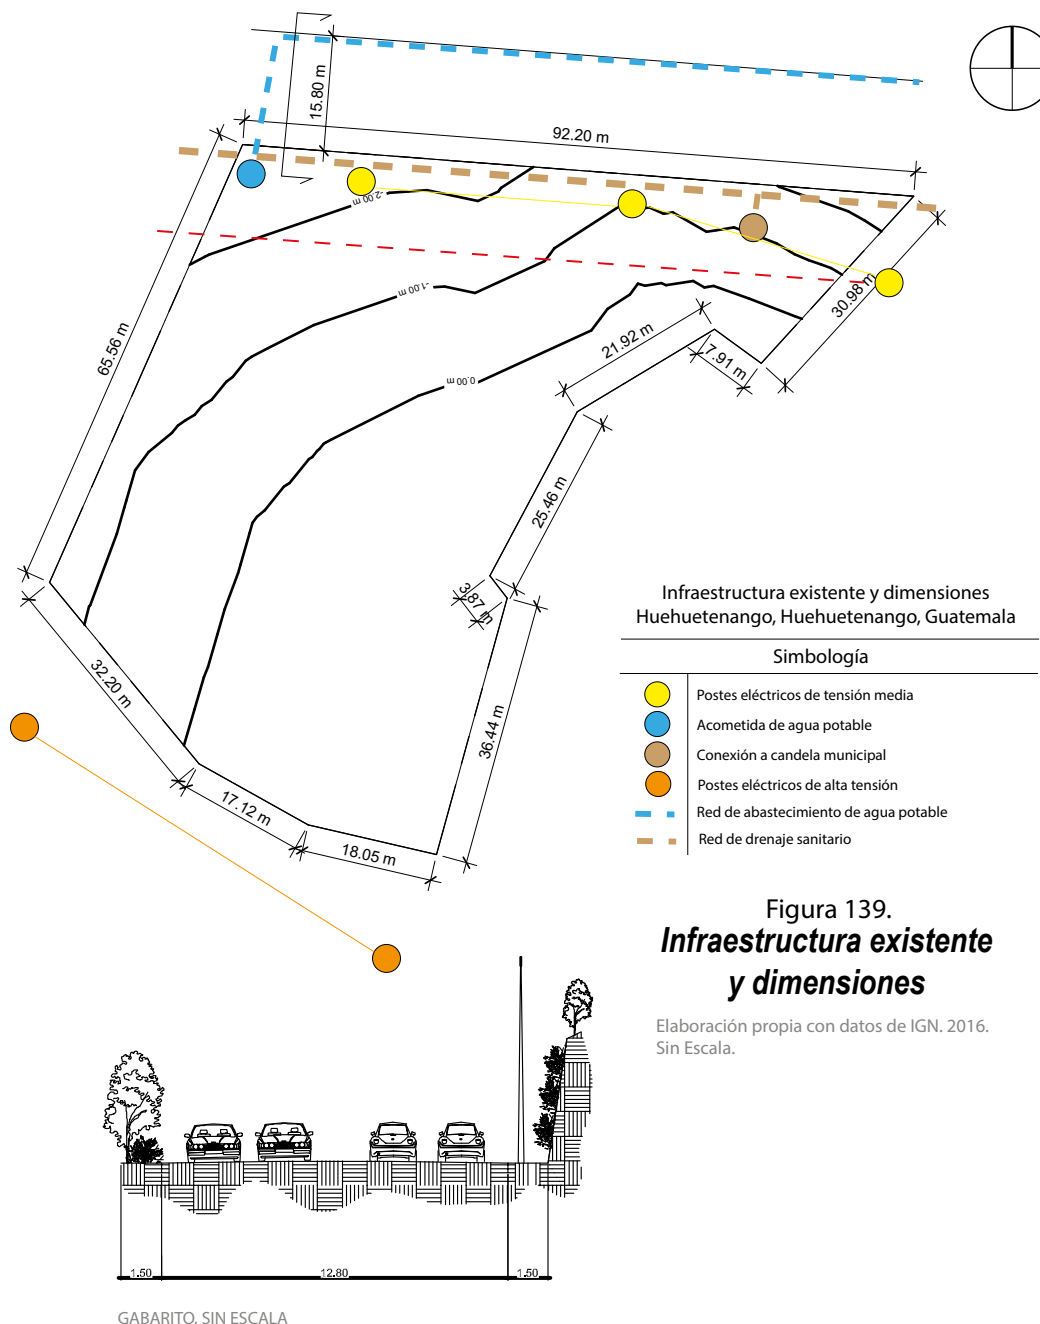 15.80 m
92.20 m
-2.00 m
-1.00 m
0.00 m
65.56 m
30.98 m
21.92 m
7.91 m
25.46 m
3.87 m
36.44 m
32.20 m
17.12 m
18.05 m
Infraestructura existente y dimensiones
Huehuetenango, Huehuetenango, Guatemala
Simbología
Postes eléctricos de tensión media
Acometida de agua potable
Conexión a candela municipal
Postes eléctricos de alta tensión
Red de abastecimiento de agua potable
Red de drenaje sanitario
Figura 139.
Infraestructura existente
y dimensiones
Elaboración propia con datos de IGN. 2016.
Sin Escala.
1.50
12.80
1.50
GABARITO, SIN ESCALA